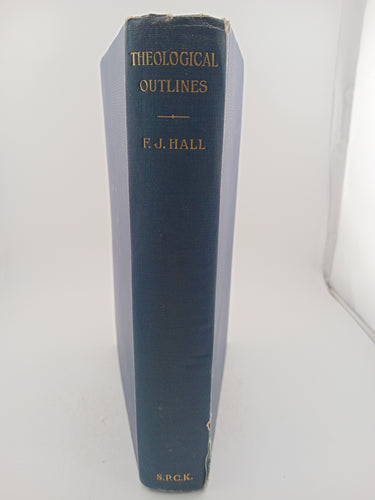 THEOLOGICAL
OUTLINES
F. J. HALL
S.P.C.K.